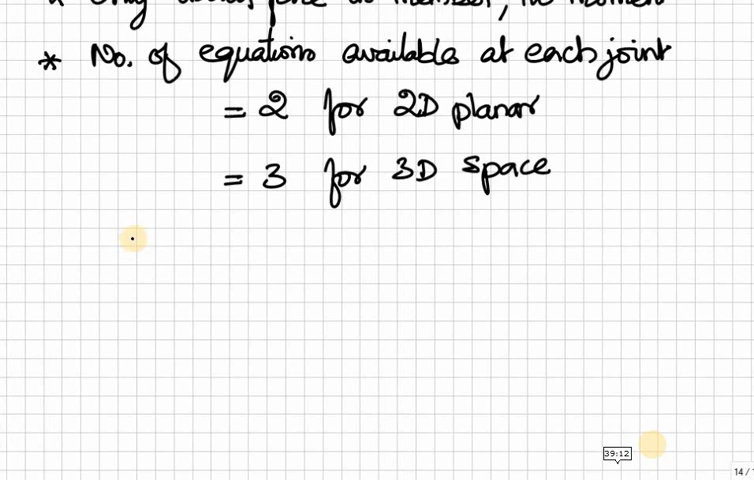 * No. of equations available at each joint
= 2 for 2D planar
= 3 for 3D space
39:12
14 /